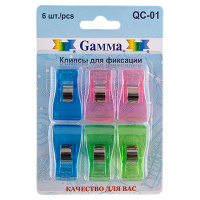 6 шт./pcs QC-01
Gamma
Клипсы для фиксации
КАЧЕСТВО ДЛЯ ВАС